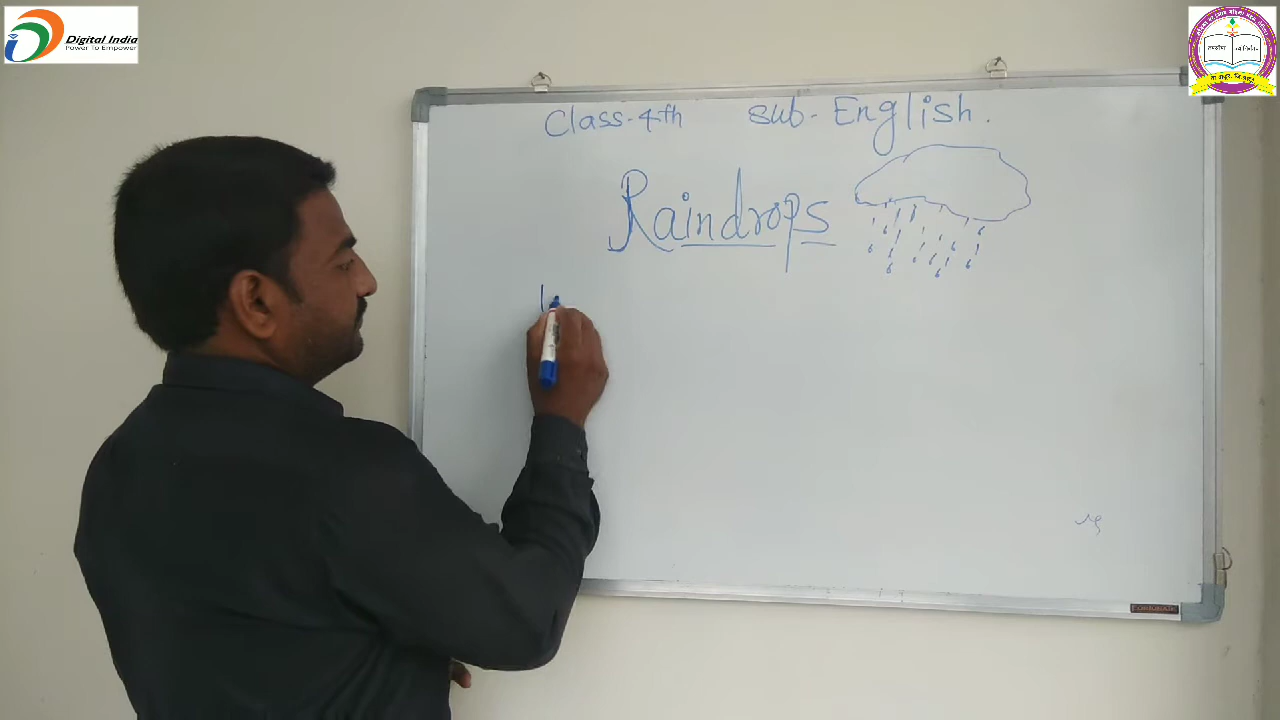 Digital India
Power To Empower
Class-4th sub-English.
Raindrops